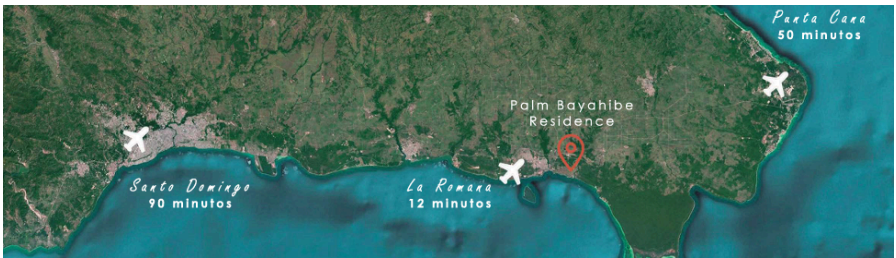 Punta Cana
50 minutos
Palm Bayahibe
Residence
Santo Domingo
90 minutos
La Romana
12 minutos